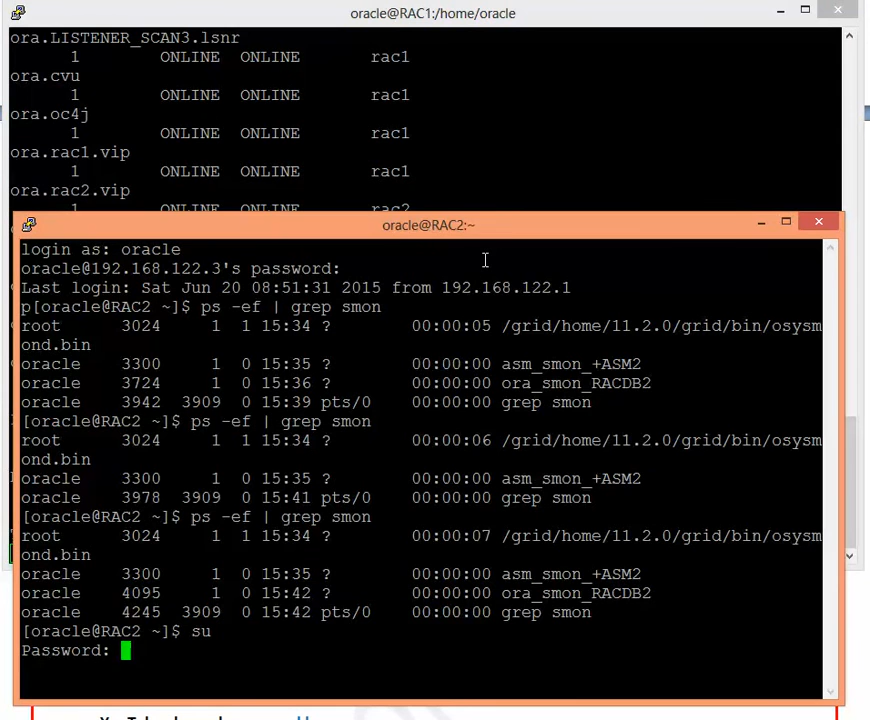 oracle@RAC1:/home/oracle
ora.LISTENER_SCAN3.lsnr
1 ONLINE ONLINE rac1
ora.cvu
1 ONLINE ONLINE rac1
ora.oc4j
1 ONLINE ONLINE rac1
ora.rac1.vip
1 ONLINE ONLINE rac1
ora.rac2.vip
1 ONLINE ONLINE rac2
oracle@RAC2:~
login as: oracle
oracle@192.168.122.3's password:
Last login: Sat Jun 20 08:51:31 2015 from 192.168.122.1
p[oracle@RAC2 ~]$ ps -ef | grep smon
root 3024 1 1 15:34 ? 00:00:05 /grid/home/11.2.0/grid/bin/osysm
ond.bin
oracle 3300 1 0 15:35 ? 00:00:00 asm_smon_+ASM2
oracle 3724 1 0 15:36 ? 00:00:00 ora_smon_RACDB2
oracle 3942 3909 0 15:39 pts/0 00:00:00 grep smon
[oracle@RAC2 ~]$ ps -ef | grep smon
root 3024 1 1 15:34 ? 00:00:06 /grid/home/11.2.0/grid/bin/osysm
ond.bin
oracle 3300 1 0 15:35 ? 00:00:00 asm_smon_+ASM2
oracle 3978 3909 0 15:41 pts/0 00:00:00 grep smon
[oracle@RAC2 ~]$ ps -ef | grep smon
root 3024 1 1 15:34 ? 00:00:07 /grid/home/11.2.0/grid/bin/osysm
ond.bin
oracle 3300 1 0 15:35 ? 00:00:00 asm_smon_+ASM2
oracle 4095 1 0 15:42 ? 00:00:00 ora_smon_RACDB2
oracle 4245 3909 0 15:42 pts/0 00:00:00 grep smon
[oracle@RAC2 ~]$ su
Password: